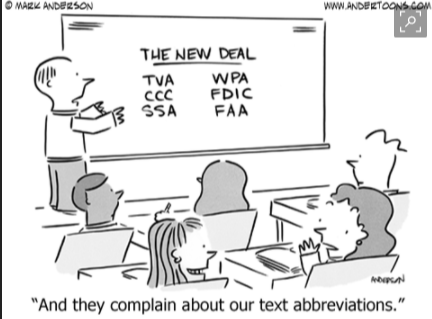 © MARK ANDERSON
WWW.ANDERTOONS.COM
THE NEW DEAL
TVA WPA
CCC FDIC
SSA FAA
ANDERSON
"And they complain about our text abbreviations."